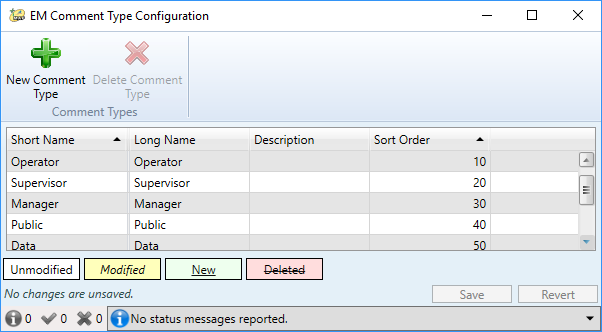 EM Comment Type Configuration
New Comment Type
Delete Comment Type
Comment Types
Short Name Long Name Description Sort Order
Operator Operator 10
Supervisor Supervisor 20
Manager Manager 30
Public Public 40
Data Data 50
Unmodified Modified New Deleted
No changes are unsaved. Save Revert
0 0 0 No status messages reported.